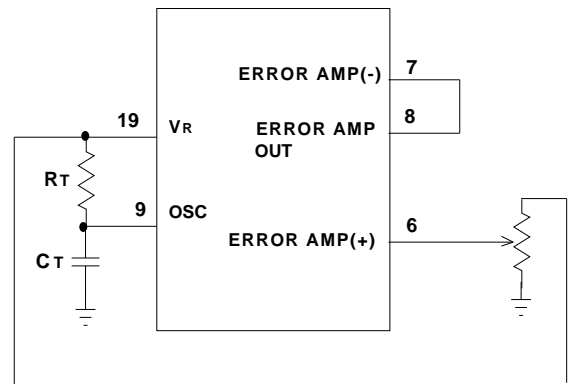 ERROR AMP(-) 7
19 VR ERROR AMP 8
OUT
RT
9 OSC
ERROR AMP(+) 6
CT